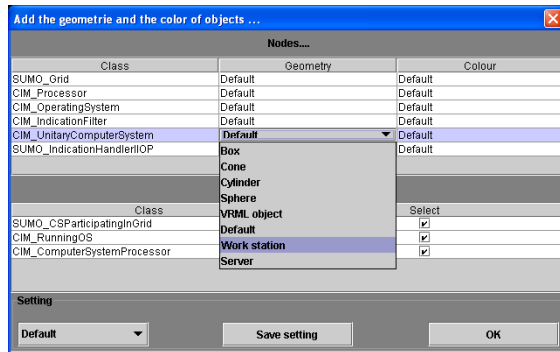 Add the geometrie and the color of objects ...
Nodes....
Class Geometry Colour
SUMO_Grid Default Default
CIM_Processor Default Default
CIM_OperatingSystem Default Default
CIM_IndicationFilter Default Default
CIM_UnitaryComputerSystem Default Default
SUMO_IndicationHandlerIIOP Default
Box
Cone
Cylinder
Sphere
VRML object
Default
Work station
Server
Class Select
SUMO_CSParticipatingInGrid
CIM_RunningOS
CIM_ComputerSystemProcessor
Setting
Default Save setting OK